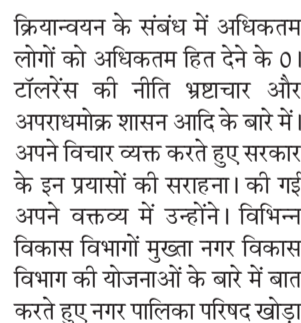 क्रियान्वयन के संबंध में अधिकतम
लोगों को अधिकतम हित देने के 0।
टॉलरेंस की नीति भ्रष्टाचार और
अपराधमोक्र शासन आदि के बारे में।
अपने विचार व्यक्त करते हुए सरकार
के इन प्रयासों की सराहना। की गई
अपने वक्तव्य में उन्होंने। विभिन्न
विकास विभागों मुख्ता नगर विकास
विभाग की योजनाओं के बारे में बात
करते हुए नगर पालिका परिषद खोड़ा